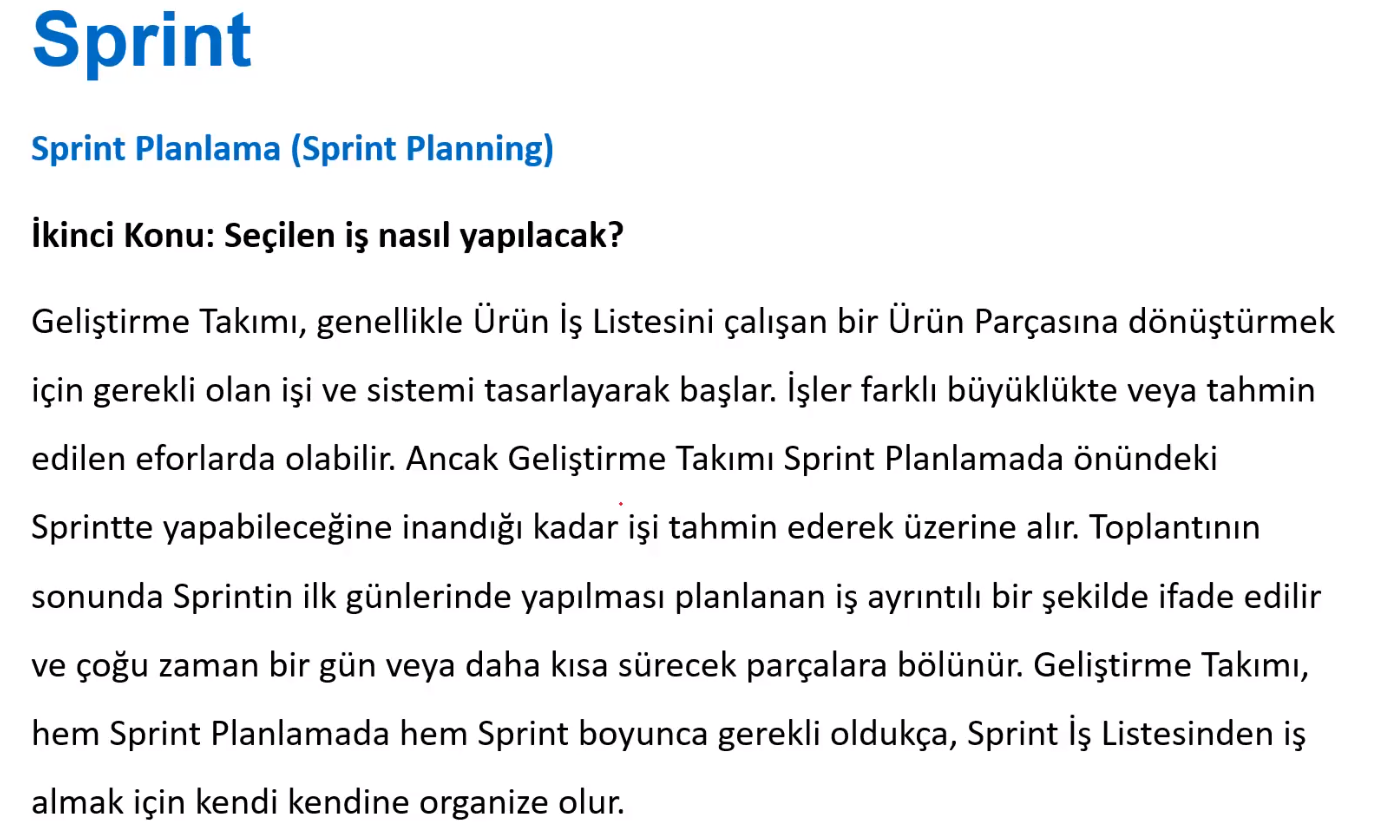 Sprint
Sprint Planlama (Sprint Planning)
İkinci Konu: Seçilen iş nasıl yapılacak?
Geliştirme Takımı, genellikle Ürün İş Listesini çalışan bir Ürün Parçasına dönüştürmek
için gerekli olan işi ve sistemi tasarlayarak başlar. İşler farklı büyüklükte veya tahmin
edilen eforlarda olabilir. Ancak Geliştirme Takımı Sprint Planlamada önündeki
Sprintte yapabileceğine inandığı kadar işi tahmin ederek üzerine alır. Toplantının
sonunda Sprintin ilk günlerinde yapılması planlanan iş ayrıntılı bir şekilde ifade edilir
ve çoğu zaman bir gün veya daha kısa sürecek parçalara bölünür. Geliştirme Takımı,
hem Sprint Planlamada hem Sprint boyunca gerekli oldukça, Sprint İş Listesinden iş
almak için kendi kendine organize olur.